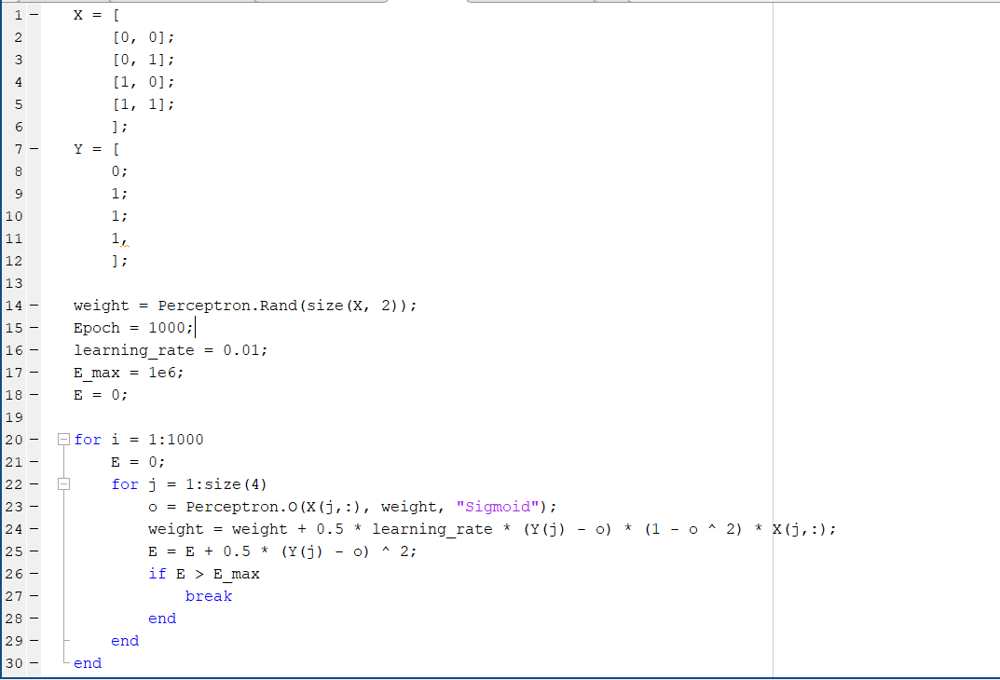 1 – X = [
2 [0, 0];
3 [0, 1];
4 [1, 0];
5 [1, 1];
6 ];
7 – Y = [
8 0;
9 1;
10 1;
11 1,
12 ];
13
14 – weight = Perceptron.Rand(size(X, 2));
15 – Epoch = 1000;
16 – learning_rate = 0.01;
17 – E_max = 1e6;
18 – E = 0;
19
20 – for i = 1:1000
21 – E = 0;
22 – for j = 1:size(4)
23 – o = Perceptron.O(X(j,:), weight, "Sigmoid");
24 – weight = weight + 0.5 * learning_rate * (Y(j) - o) * (1 - o ^ 2) * X(j,:);
25 – E = E + 0.5 * (Y(j) - o) ^ 2;
26 – if E > E_max
27 – break
28 – end
29 – end
30 – end